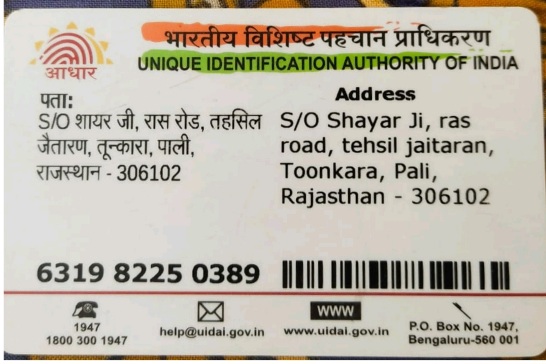 भारतीय विशिष्ट पहचान प्राधिकरण
UNIQUE IDENTIFICATION AUTHORITY OF INDIA
आधार
पता:
S/O शायर जी, रास रोड, तहसिल
जैतारण, तून्कारा, पाली,
राजस्थान - 306102
Address
S/O Shayar Ji, ras
road, tehsil jaitaran,
Toonkara, Pali,
Rajasthan - 306102
6319 8225 0389
1947
1800 300 1947
help@uidai.gov.in
WWW
www.uidai.gov.in
P.O. Box No. 1947,
Bengaluru-560 001